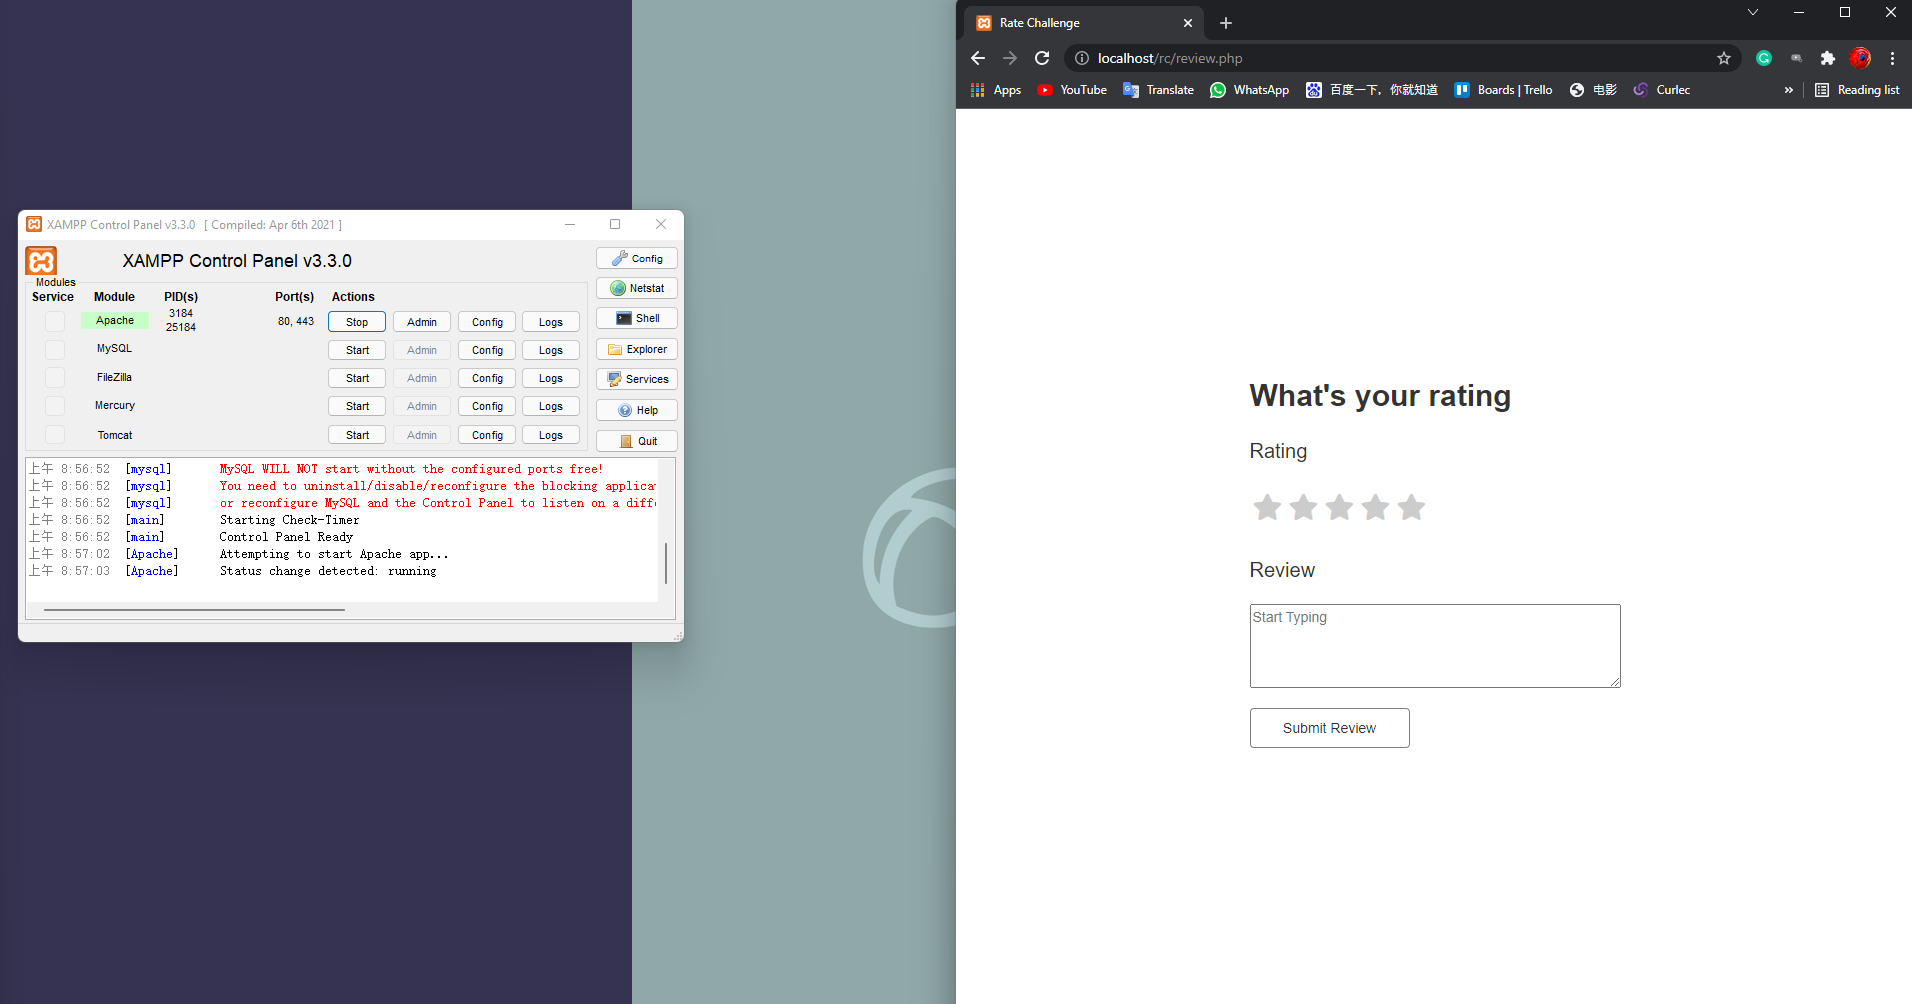 XAMPP Control Panel v3.3.0 [ Compiled: Apr 6th 2021 ]
XAMPP Control Panel v3.3.0
Config
Modules
Service Module PID(s) Port(s) Actions
Netstat
Apache 3184 25184 80, 443 Stop Admin Config Logs
Shell
MySQL Start Admin Config Logs
Explorer
FileZilla Start Admin Config Logs
Services
Mercury Start Admin Config Logs
Help
Tomcat Start Admin Config Logs
Quit
上午 8:56:52 [mysql] MySQL WILL NOT start without the configured ports free!
上午 8:56:52 [mysql] You need to uninstall/disable/reconfigure the blocking applica
上午 8:56:52 [mysql] or reconfigure MySQL and the Control Panel to listen on a diff
上午 8:56:52 [main] Starting Check-Timer
上午 8:56:52 [main] Control Panel Ready
上午 8:57:02 [Apache] Attempting to start Apache app...
上午 8:57:03 [Apache] Status change detected: running
Rate Challenge
localhost/rc/review.php
Apps YouTube Translate WhatsApp 百度一下，你就知道 Boards | Trello 电影 Curlec » Reading list
What's your rating
Rating
Review
Start Typing
Submit Review